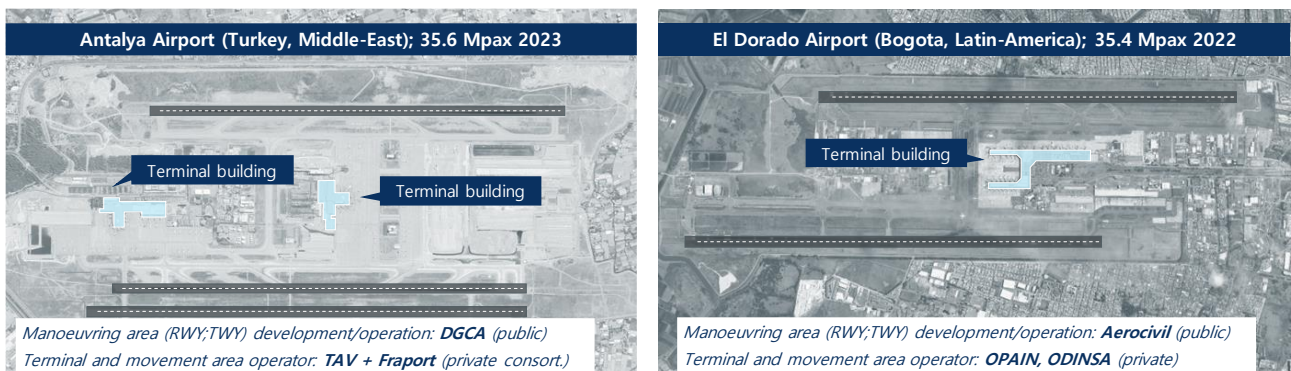 Antalya Airport (Turkey, Middle-East); 35.6 Mpax 2023
Terminal building
Terminal building
Manoeuvring area (RWY;TWY) development/operation: DGCA (public)
Terminal and movement area operator: TAV + Fraport (private consort.)
El Dorado Airport (Bogota, Latin-America); 35.4 Mpax 2022
Terminal building
Manoeuvring area (RWY;TWY) development/operation: Aerocivil (public)
Terminal and movement area operator: OPAIN, ODINSA (private)